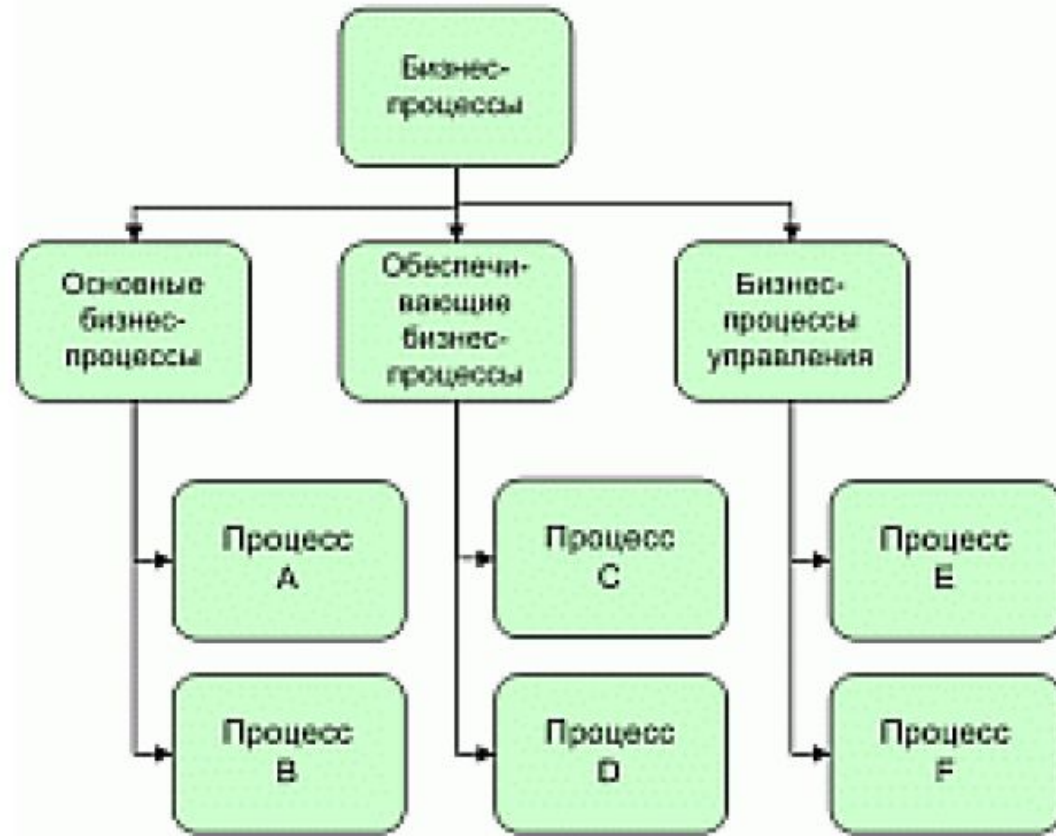 Бизнес-
процессы
Основные
бизнес-
процессы
Обеспечи-
вающие
бизнес-
процессы
Бизнес-
процессы
управления
Процесс
A
Процесс
C
Процесс
E
Процесс
B
Процесс
D
Процесс
F